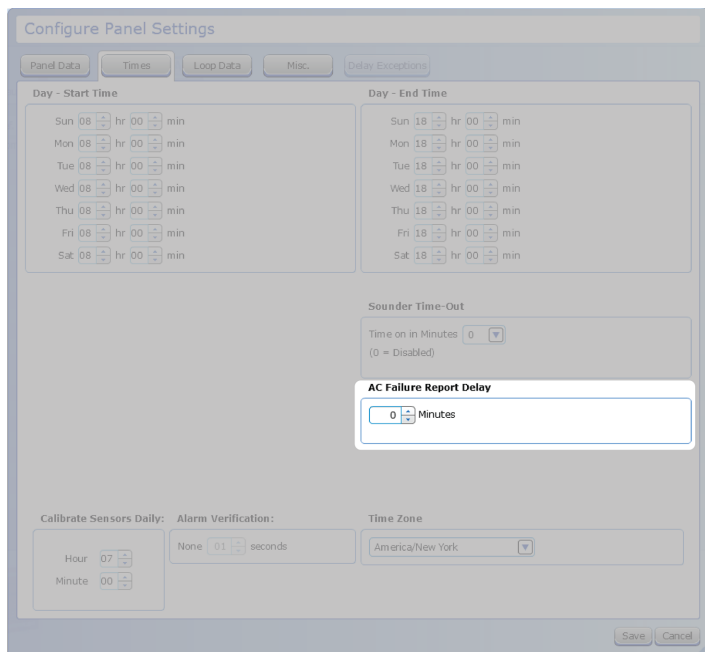 Configure Panel Settings
Panel Data Times Loop Data Misc. Delay Exceptions
Day - Start Time
Sun 08 hr 00 min
Mon 08 hr 00 min
Tue 08 hr 00 min
Wed 08 hr 00 min
Thu 08 hr 00 min
Fri 08 hr 00 min
Sat 08 hr 00 min
Day - End Time
Sun 18 hr 00 min
Mon 18 hr 00 min
Tue 18 hr 00 min
Wed 18 hr 00 min
Thu 18 hr 00 min
Fri 18 hr 00 min
Sat 18 hr 00 min
Sounder Time-Out
Time on in Minutes 0
(0 = Disabled)
AC Failure Report Delay
0 Minutes
Calibrate Sensors Daily:
Hour 07
Minute 00
Alarm Verification:
None 01 seconds
Time Zone
America/New York
Save Cancel